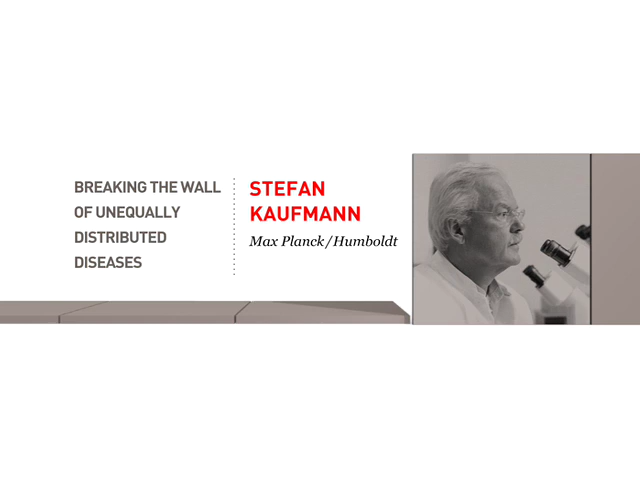 BREAKING THE WALL
OF UNEQUALLY
DISTRIBUTED
DISEASES
STEFAN
KAUFMANN
Max Planck/Humboldt